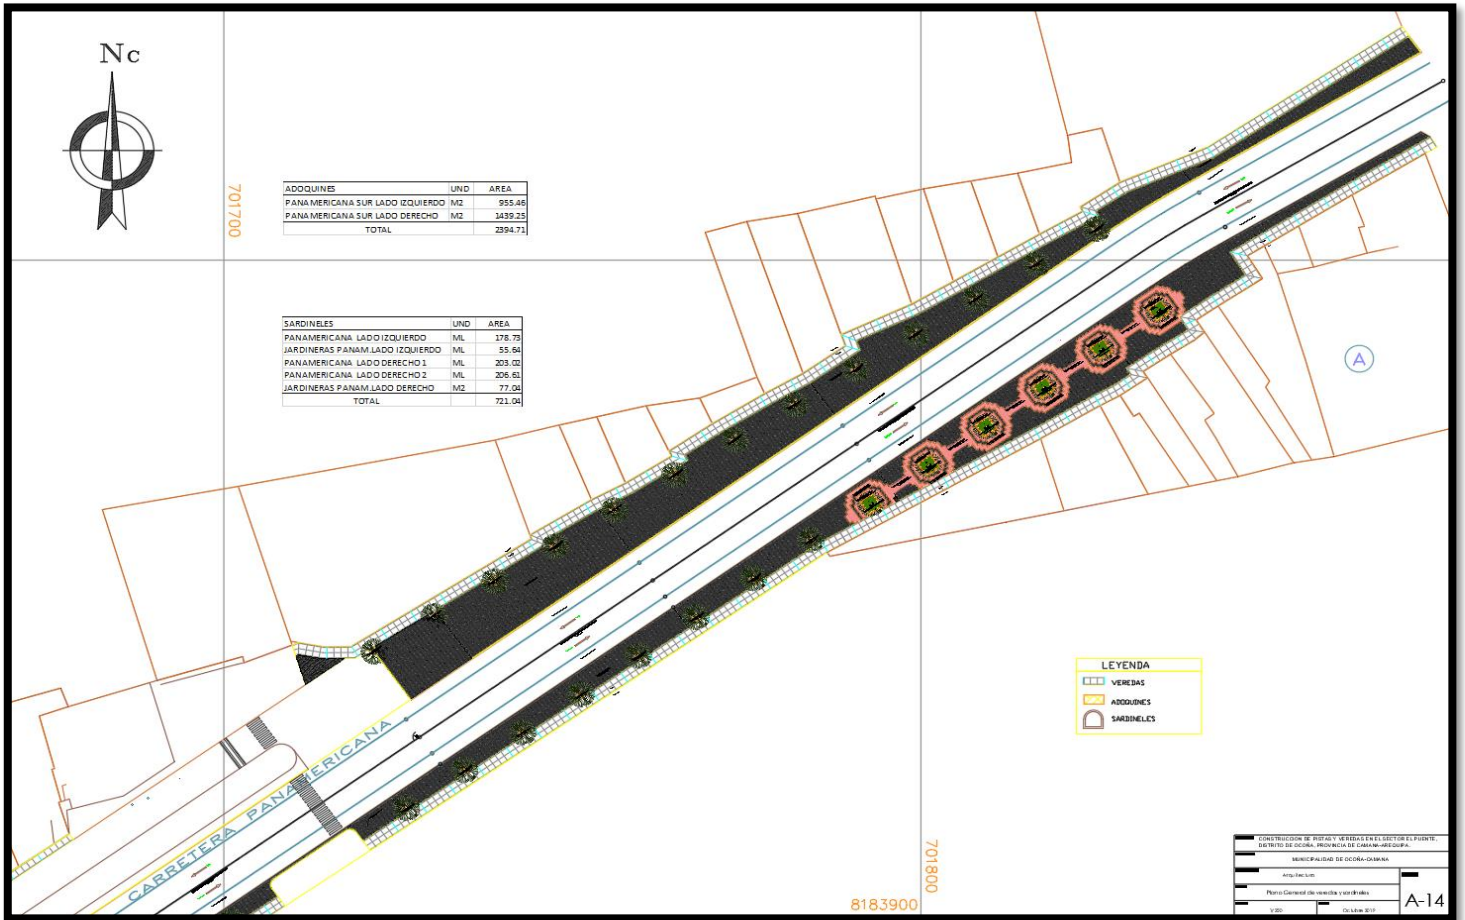 Nc
701700
ADOQUINES UND AREA
PANAMERICANA SUR LADO IZQUIERDO M2 955.46
PANAMERICANA SUR LADO DERECHO M2 1439.25
TOTAL 2394.71
SARDINELES UND AREA
PANAMERICANA LADO IZQUIERDO ML 178.73
JARDINERAS PANAM.LADO IZQUIERDO ML 55.64
PANAMERICANA LADO DERECHO 1 ML 203.02
PANAMERICANA LADO DERECHO 2 ML 206.61
JARDINERAS PANAM.LADO DERECHO M2 77.04
TOTAL 721.04
A
LEYENDA
VEREDAS
ADOQUINES
SARDINELES
CARRETERA PANAMERICANA
701800
8183900
CONSTRUCCION DE PISTAS Y VEREDAS EN EL SECTOR EL PUENTE,
DISTRITO DE OCOÑA, PROVINCIA DE CAMANA-AREQUIPA.
MUNICIPALIDAD DE OCOÑA-CAMANA
Arquitectura
Plano General de veredas y sardineles
A-14